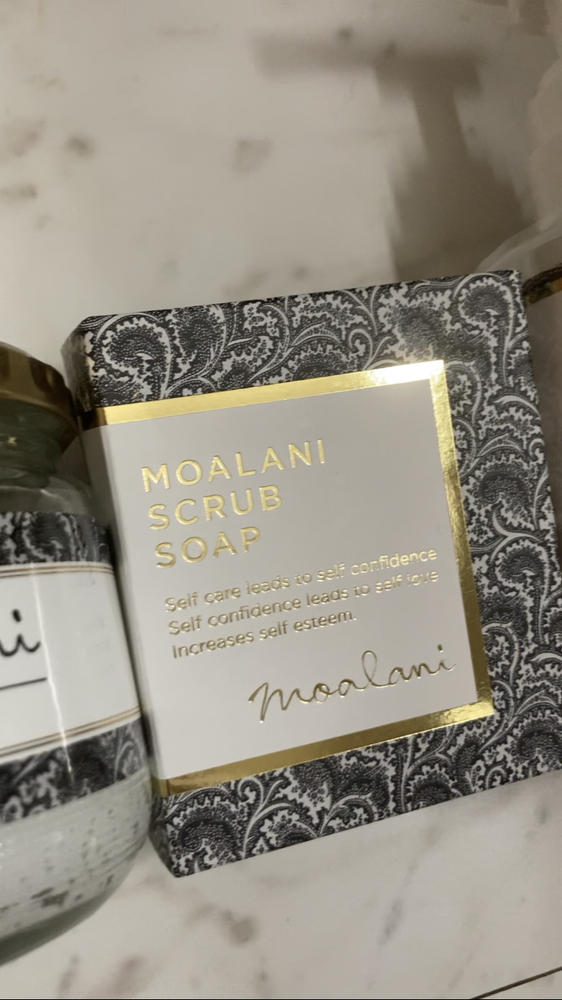 MOALANI
SCRUB
SOAP
Self care leads to self confidence
Self confidence leads to self love
Increases self esteem.
moalani
ni